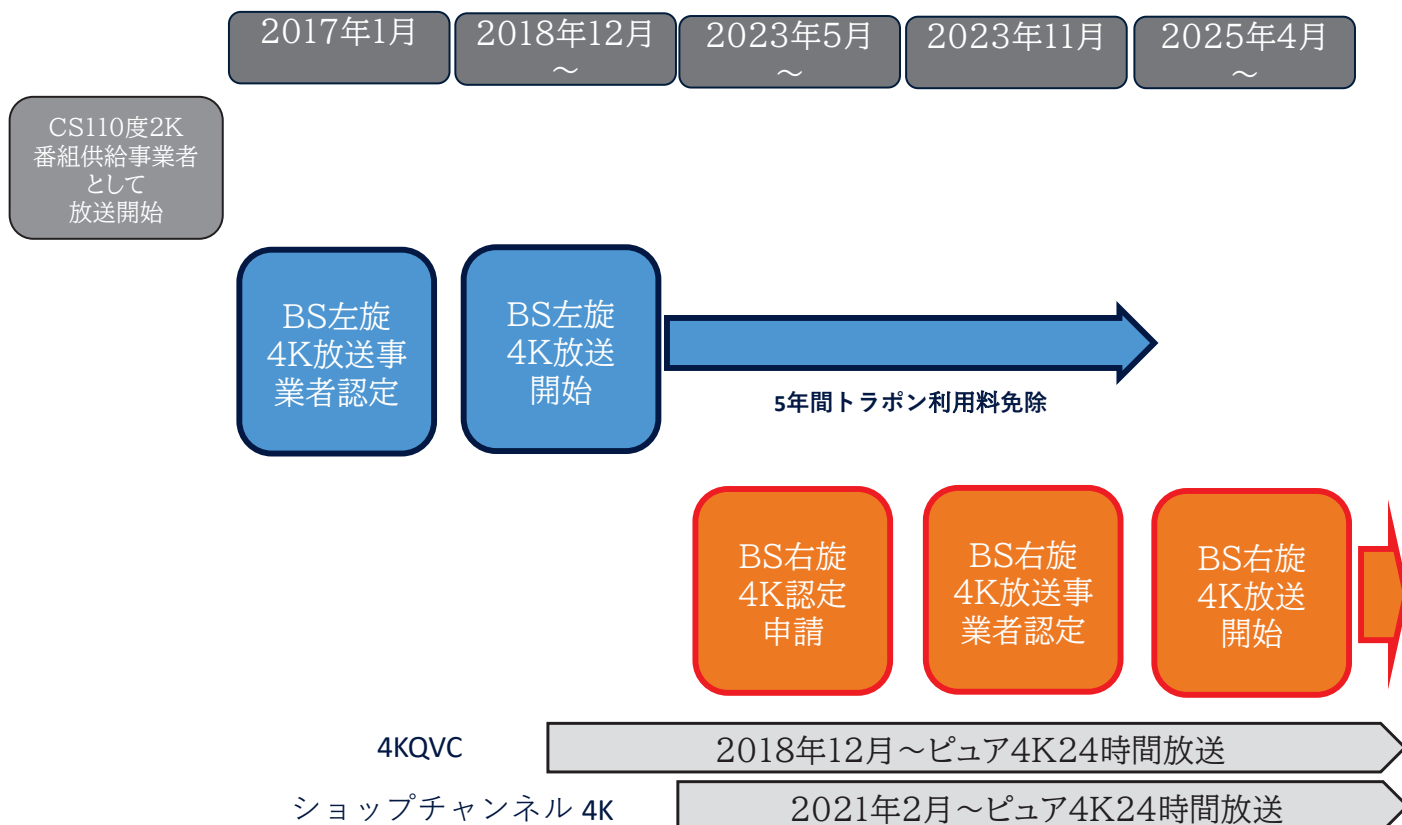 2017年1月
2018年12月
～
2023年5月
～
2023年11月
2025年4月
～
CS110度2K
番組供給事業者
として
放送開始
BS左旋
4K放送事
業者認定
BS左旋
4K放送
開始
5年間トラポン利用料免除
BS右旋
4K認定
申請
BS右旋
4K放送事
業者認定
BS右旋
4K放送
開始
4KQVC
2018年12月～ピュア4K24時間放送
ショップチャンネル 4K
2021年2月～ピュア4K24時間放送